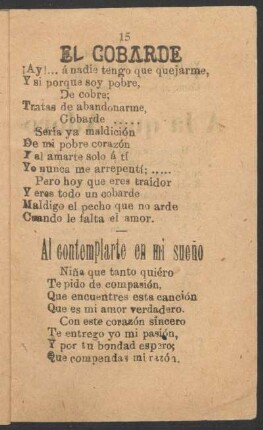 15
EL COBARDE
¡Ay!... á nadie tengo que quejarme,
Y si porque soy pobre,
De cobre;
Tratas de abandonarme,
Cobarde .....
Sería ya maldición
De mi pobre corazón
Y si amarte solo á tí
Yo nunca me arrepentí; .....
Pero hoy que eres traidor
Y eres todo un cobarde
Maldigo el pecho que no arde
Cuando le falta el amor.
Al contemplarte en mi sueño
Niña que tanto quiéro
Te pido de compasión,
Que encuentres esta canción
Que es mi amor verdadero.
Con este corazón sincero
Te entrego yo mi pasión,
Y por tu bondad espero;
Que compendas mi razón.